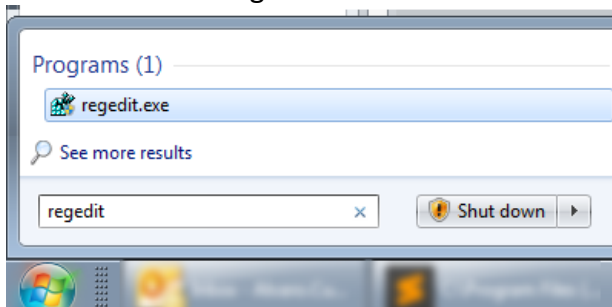 Programs (1)
regedit.exe
See more results
regedit
Shut down